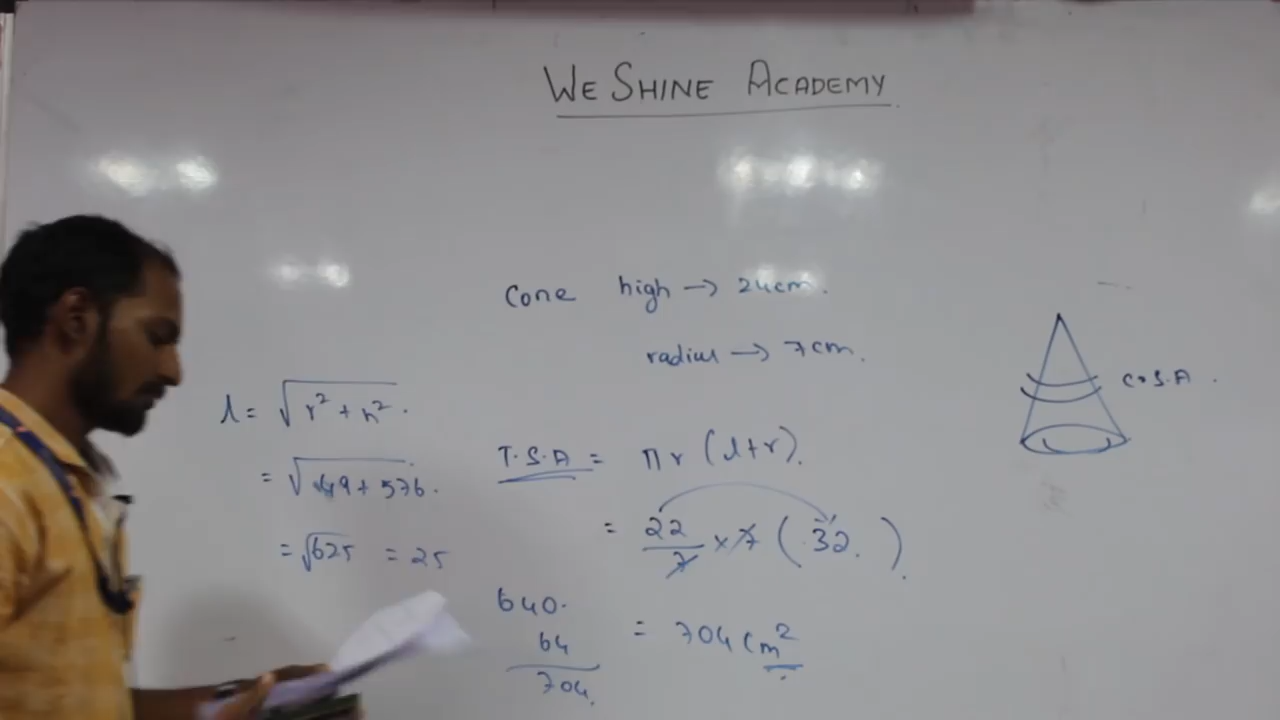 WE SHINE ACADEMY
Cone high → 24cm.
radius → 7cm.
C.S.A.
l = √(r² + h²).
= √(49 + 576).
= √625 = 25
T.S.A = πr (l+r).
= 22/7 × 7 (32.)
640.
64
704.
= 704 cm²